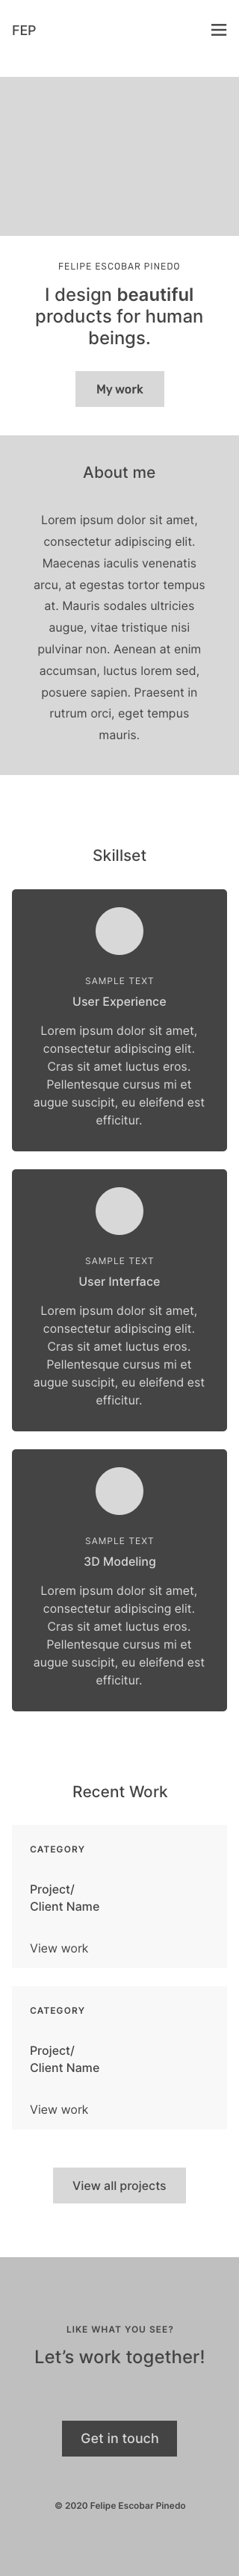 FEP
FELIPE ESCOBAR PINEDO
I design beautiful
products for human
beings.
My work
About me
Lorem ipsum dolor sit amet,
consectetur adipiscing elit.
Maecenas iaculis venenatis
arcu, at egestas tortor tempus
at. Mauris sodales ultricies
augue, vitae tristique nisi
pulvinar non. Aenean at enim
accumsan, luctus lorem sed,
posuere sapien. Praesent in
rutrum orci, eget tempus
mauris.
Skillset
SAMPLE TEXT
User Experience
Lorem ipsum dolor sit amet,
consectetur adipiscing elit.
Cras sit amet luctus eros.
Pellentesque cursus mi et
augue suscipit, eu eleifend est
efficitur.
SAMPLE TEXT
User Interface
Lorem ipsum dolor sit amet,
consectetur adipiscing elit.
Cras sit amet luctus eros.
Pellentesque cursus mi et
augue suscipit, eu eleifend est
efficitur.
SAMPLE TEXT
3D Modeling
Lorem ipsum dolor sit amet,
consectetur adipiscing elit.
Cras sit amet luctus eros.
Pellentesque cursus mi et
augue suscipit, eu eleifend est
efficitur.
Recent Work
CATEGORY
Project/
Client Name
View work
CATEGORY
Project/
Client Name
View work
View all projects
LIKE WHAT YOU SEE?
Let’s work together!
Get in touch
© 2020 Felipe Escobar Pinedo